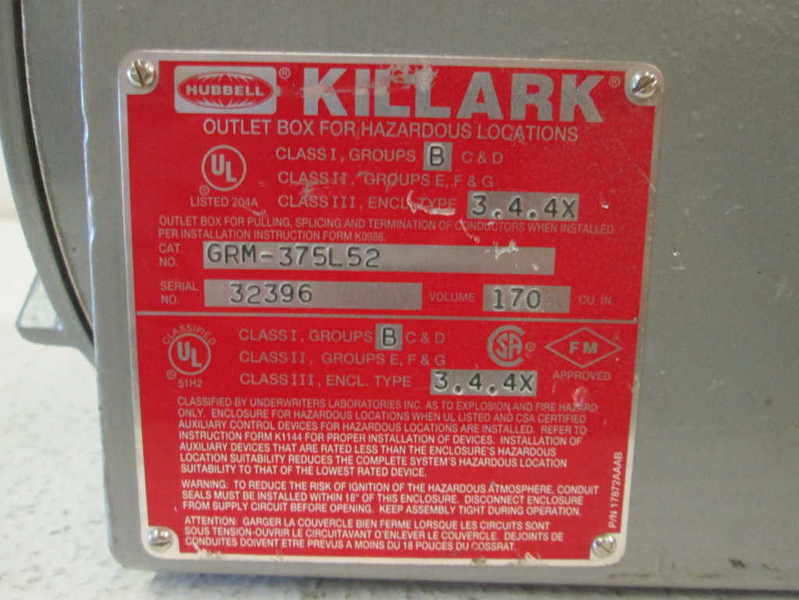 HUBBELL ® KILLARK ®
OUTLET BOX FOR HAZARDOUS LOCATIONS
UL ®
LISTED 204A
CLASS I, GROUPS B C & D
CLASS II, GROUPS E, F & G
CLASS III, ENCL. TYPE 3.4.4X
OUTLET BOX FOR PULLING, SPLICING AND TERMINATION OF CONDUCTORS WHEN INSTALLED
PER INSTALLATION INSTRUCTION FORM K0986.
CAT. NO. GRM-375L52
SERIAL NO. 32396 VOLUME 170 CU. IN.
CLASSIFIED
UL ®
51H2
CLASS I, GROUPS B C & D
CLASS II, GROUPS E, F & G
CLASS III, ENCL. TYPE 3.4.4X
SA ®
FM
APPROVED
CLASSIFIED BY UNDERWRITERS LABORATORIES INC. AS TO EXPLOSION AND FIRE HAZARD
ONLY. ENCLOSURE FOR HAZARDOUS LOCATIONS WHEN UL LISTED AND CSA CERTIFIED
AUXILIARY CONTROL DEVICES FOR HAZARDOUS LOCATIONS ARE INSTALLED. REFER TO
INSTRUCTION FORM K1144 FOR PROPER INSTALLATION OF DEVICES. INSTALLATION OF
AUXILIARY DEVICES THAT ARE RATED LESS THAN THE ENCLOSURE'S HAZARDOUS
LOCATION SUITABILITY REDUCES THE COMPLETE SYSTEM'S HAZARDOUS LOCATION
SUITABILITY TO THAT OF THE LOWEST RATED DEVICE.
WARNING: TO REDUCE THE RISK OF IGNITION OF THE HAZARDOUS ATMOSPHERE, CONDUIT
SEALS MUST BE INSTALLED WITHIN 18" OF THIS ENCLOSURE. DISCONNECT ENCLOSURE
FROM SUPPLY CIRCUIT BEFORE OPENING. KEEP ASSEMBLY TIGHT DURING OPERATION.
ATTENTION: GARGER LA COUVERCLE BIEN FERME LORSQUE LES CIRCUITS SONT
SOUS TENSION-OUVRIR LE CIRCUITAVANT D'ENLEVER LE COUVERCLE. DEJOINTS DE
CONDUITES DOIVENT ETRE PREVUS A MOINS DU 18 POUCES DU COSSRAT.
P/N 17872AAAB